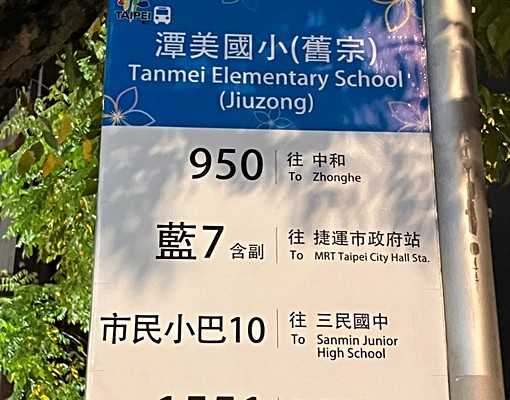 TAIPEI
潭美國小(舊宗)
Tanmei Elementary School
(Jiuzong)
950 往 中和
To Zhonghe
藍7 含副 往 捷運市政府站
To MRT Taipei City Hall Sta.
市民小巴10 往 三民國中
To Sanmin Junior
High School